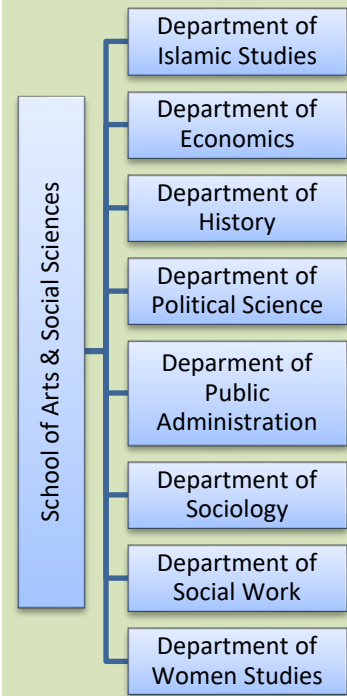 School of Arts & Social Sciences
Department of
Islamic Studies
Department of
Economics
Department of
History
Department of
Political Science
Deparment of
Public
Administration
Department of
Sociology
Department of
Social Work
Department of
Women Studies